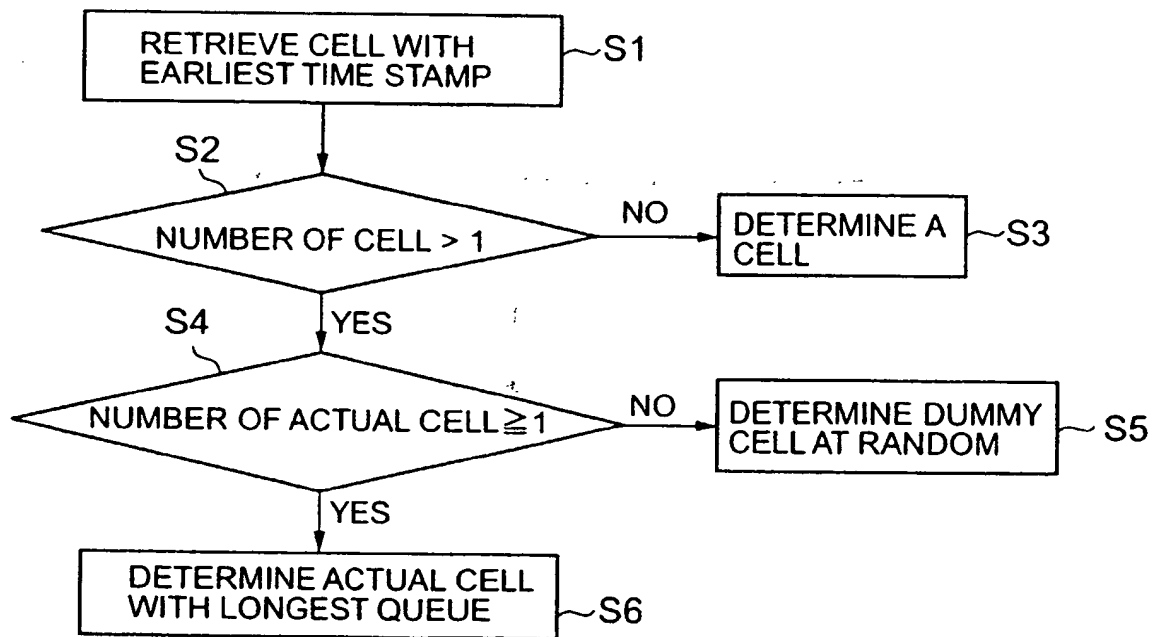 RETRIEVE CELL WITH
EARLIEST TIME STAMP
S1
S2
NUMBER OF CELL > 1
NO
DETERMINE A
CELL
S3
YES
S4
NUMBER OF ACTUAL CELL ≧ 1
NO
DETERMINE DUMMY
CELL AT RANDOM
S5
YES
DETERMINE ACTUAL CELL
WITH LONGEST QUEUE
S6